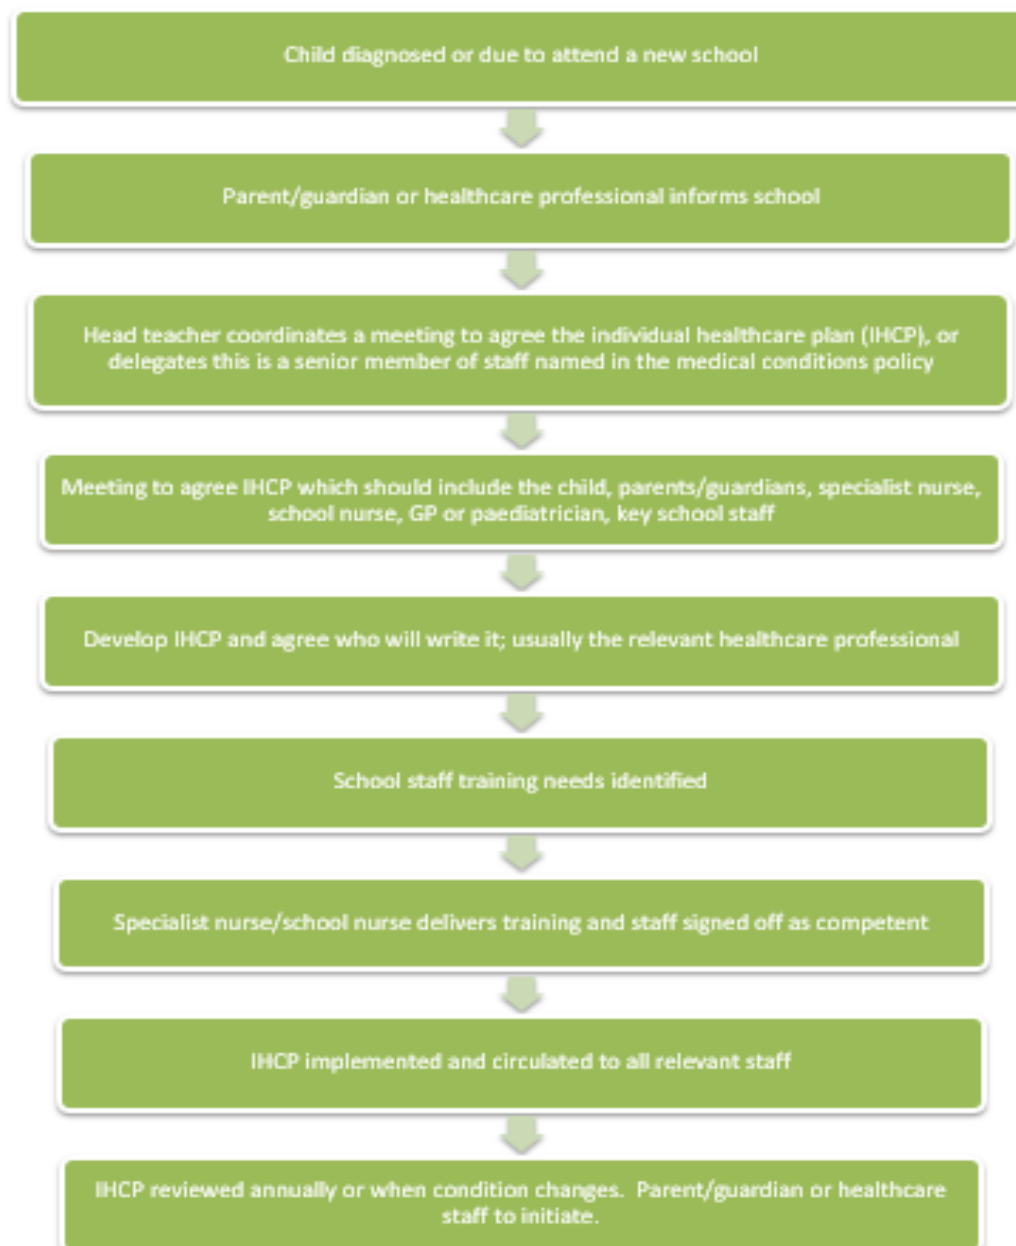 Child diagnosed or due to attend a new school
Parent/guardian or healthcare professional informs school
Head teacher coordinates a meeting to agree the individual healthcare plan (IHCP), or
delegates this is a senior member of staff named in the medical conditions policy
Meeting to agree IHCP which should include the child, parents/guardians, specialist nurse,
school nurse, GP or paediatrician, key school staff
Develop IHCP and agree who will write it; usually the relevant healthcare professional
School staff training needs identified
Specialist nurse/school nurse delivers training and staff signed off as competent
IHCP implemented and circulated to all relevant staff
IHCP reviewed annually or when condition changes.  Parent/guardian or healthcare
staff to initiate.